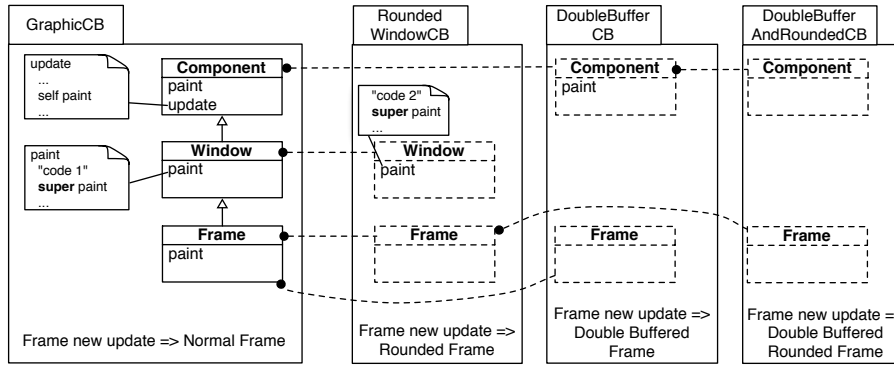 GraphicCB
update
...
self paint
...
Component
paint
update
paint
"code 1"
super paint
...
Window
paint
Frame
paint
Frame new update => Normal Frame
Rounded
WindowCB
"code 2"
super paint
...
Window
paint
Frame
Frame new update =>
Rounded Frame
DoubleBuffer
CB
Component
paint
Frame
Frame new update =>
Double Buffered
Frame
DoubleBuffer
AndRoundedCB
Component
Frame
Frame new update =
Double Buffered
Rounded Frame